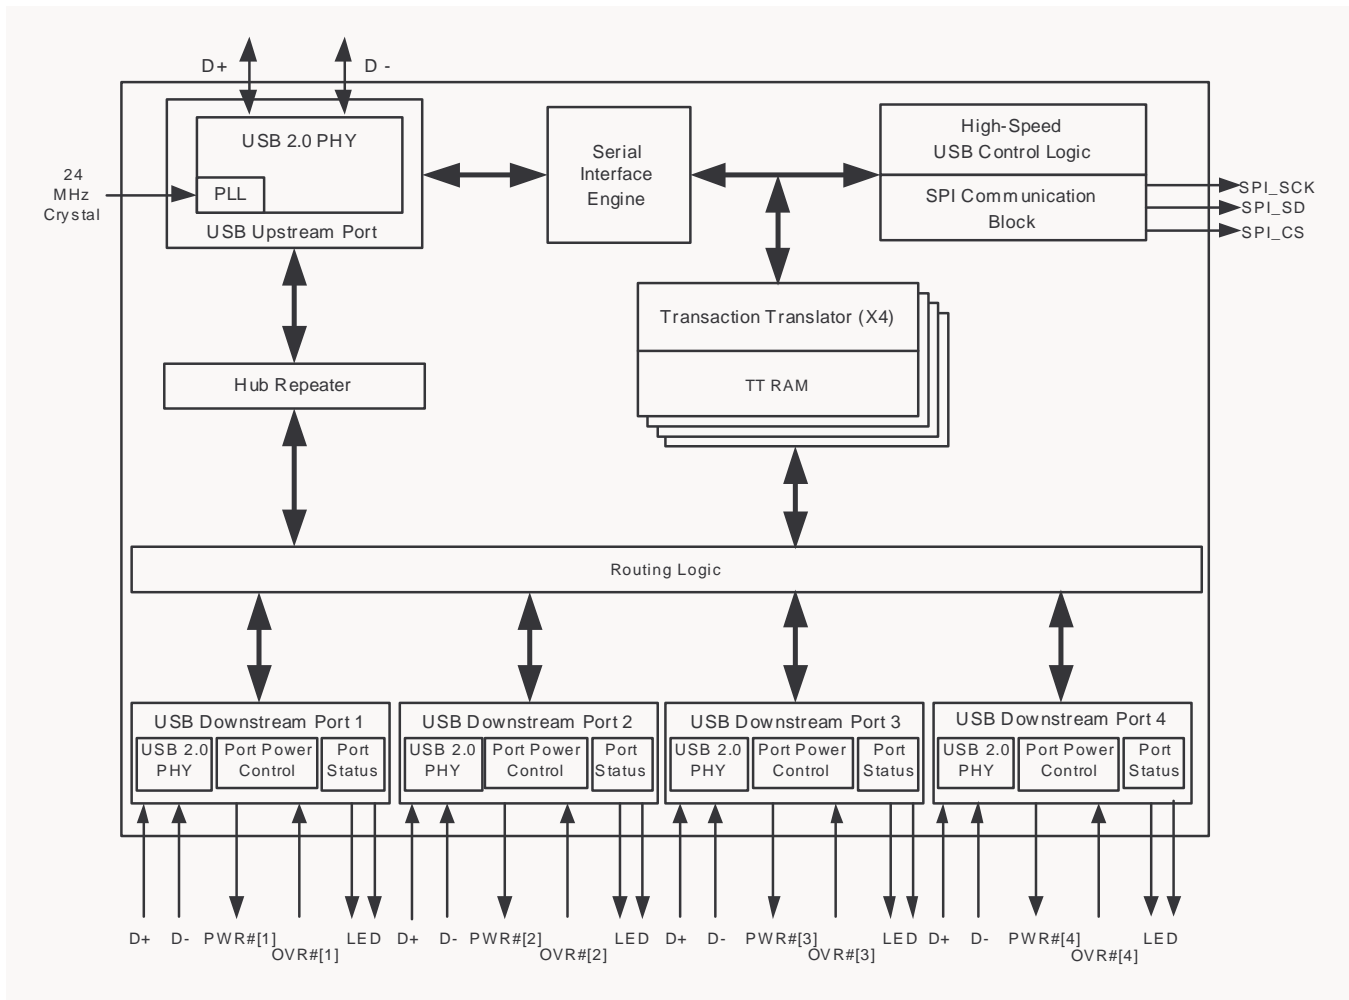 D+
D -
USB 2.0 PHY
PLL
USB Upstream Port
24
MHz
Crystal
Serial
Interface
Engine
High-Speed
USB Control Logic
SPI Communication
Block
SPI_SCK
SPI_SD
SPI_CS
Transaction Translator (X4)
TT RAM
Hub Repeater
Routing Logic
USB Downstream Port 1
USB 2.0
PHY
Port Power
Control
Port
Status
USB Downstream Port 2
USB 2.0
PHY
Port Power
Control
Port
Status
USB Downstream Port 3
USB 2.0
PHY
Port Power
Control
Port
Status
USB Downstream Port 4
USB 2.0
PHY
Port Power
Control
Port
Status
D+
D-
PWR#[1]
OVR#[1]
LED
D+
D-
PWR#[2]
OVR#[2]
LED
D+
D-
PWR#[3]
OVR#[3]
LED
D+
D-
PWR#[4]
OVR#[4]
LED